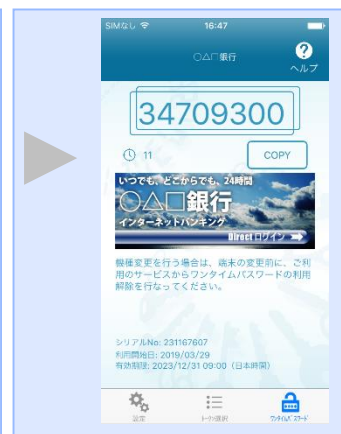 SIMなし 16:47
○△□銀行
?
ヘルプ
34709300
11
COPY
いつでも、どこからでも、24時間
○△□銀行
インターネットバンキング
Direct ログイン
機種変更を行う場合は、端末の変更前に、ご利
用のサービスからワンタイムパスワードの利用
解除を行なってください。
シリアルNo: 231167607
利用開始日: 2019/03/29
有効期限: 2023/12/31 09:00（日本時間）
設定
トークン選択
ワンタイムパスワード